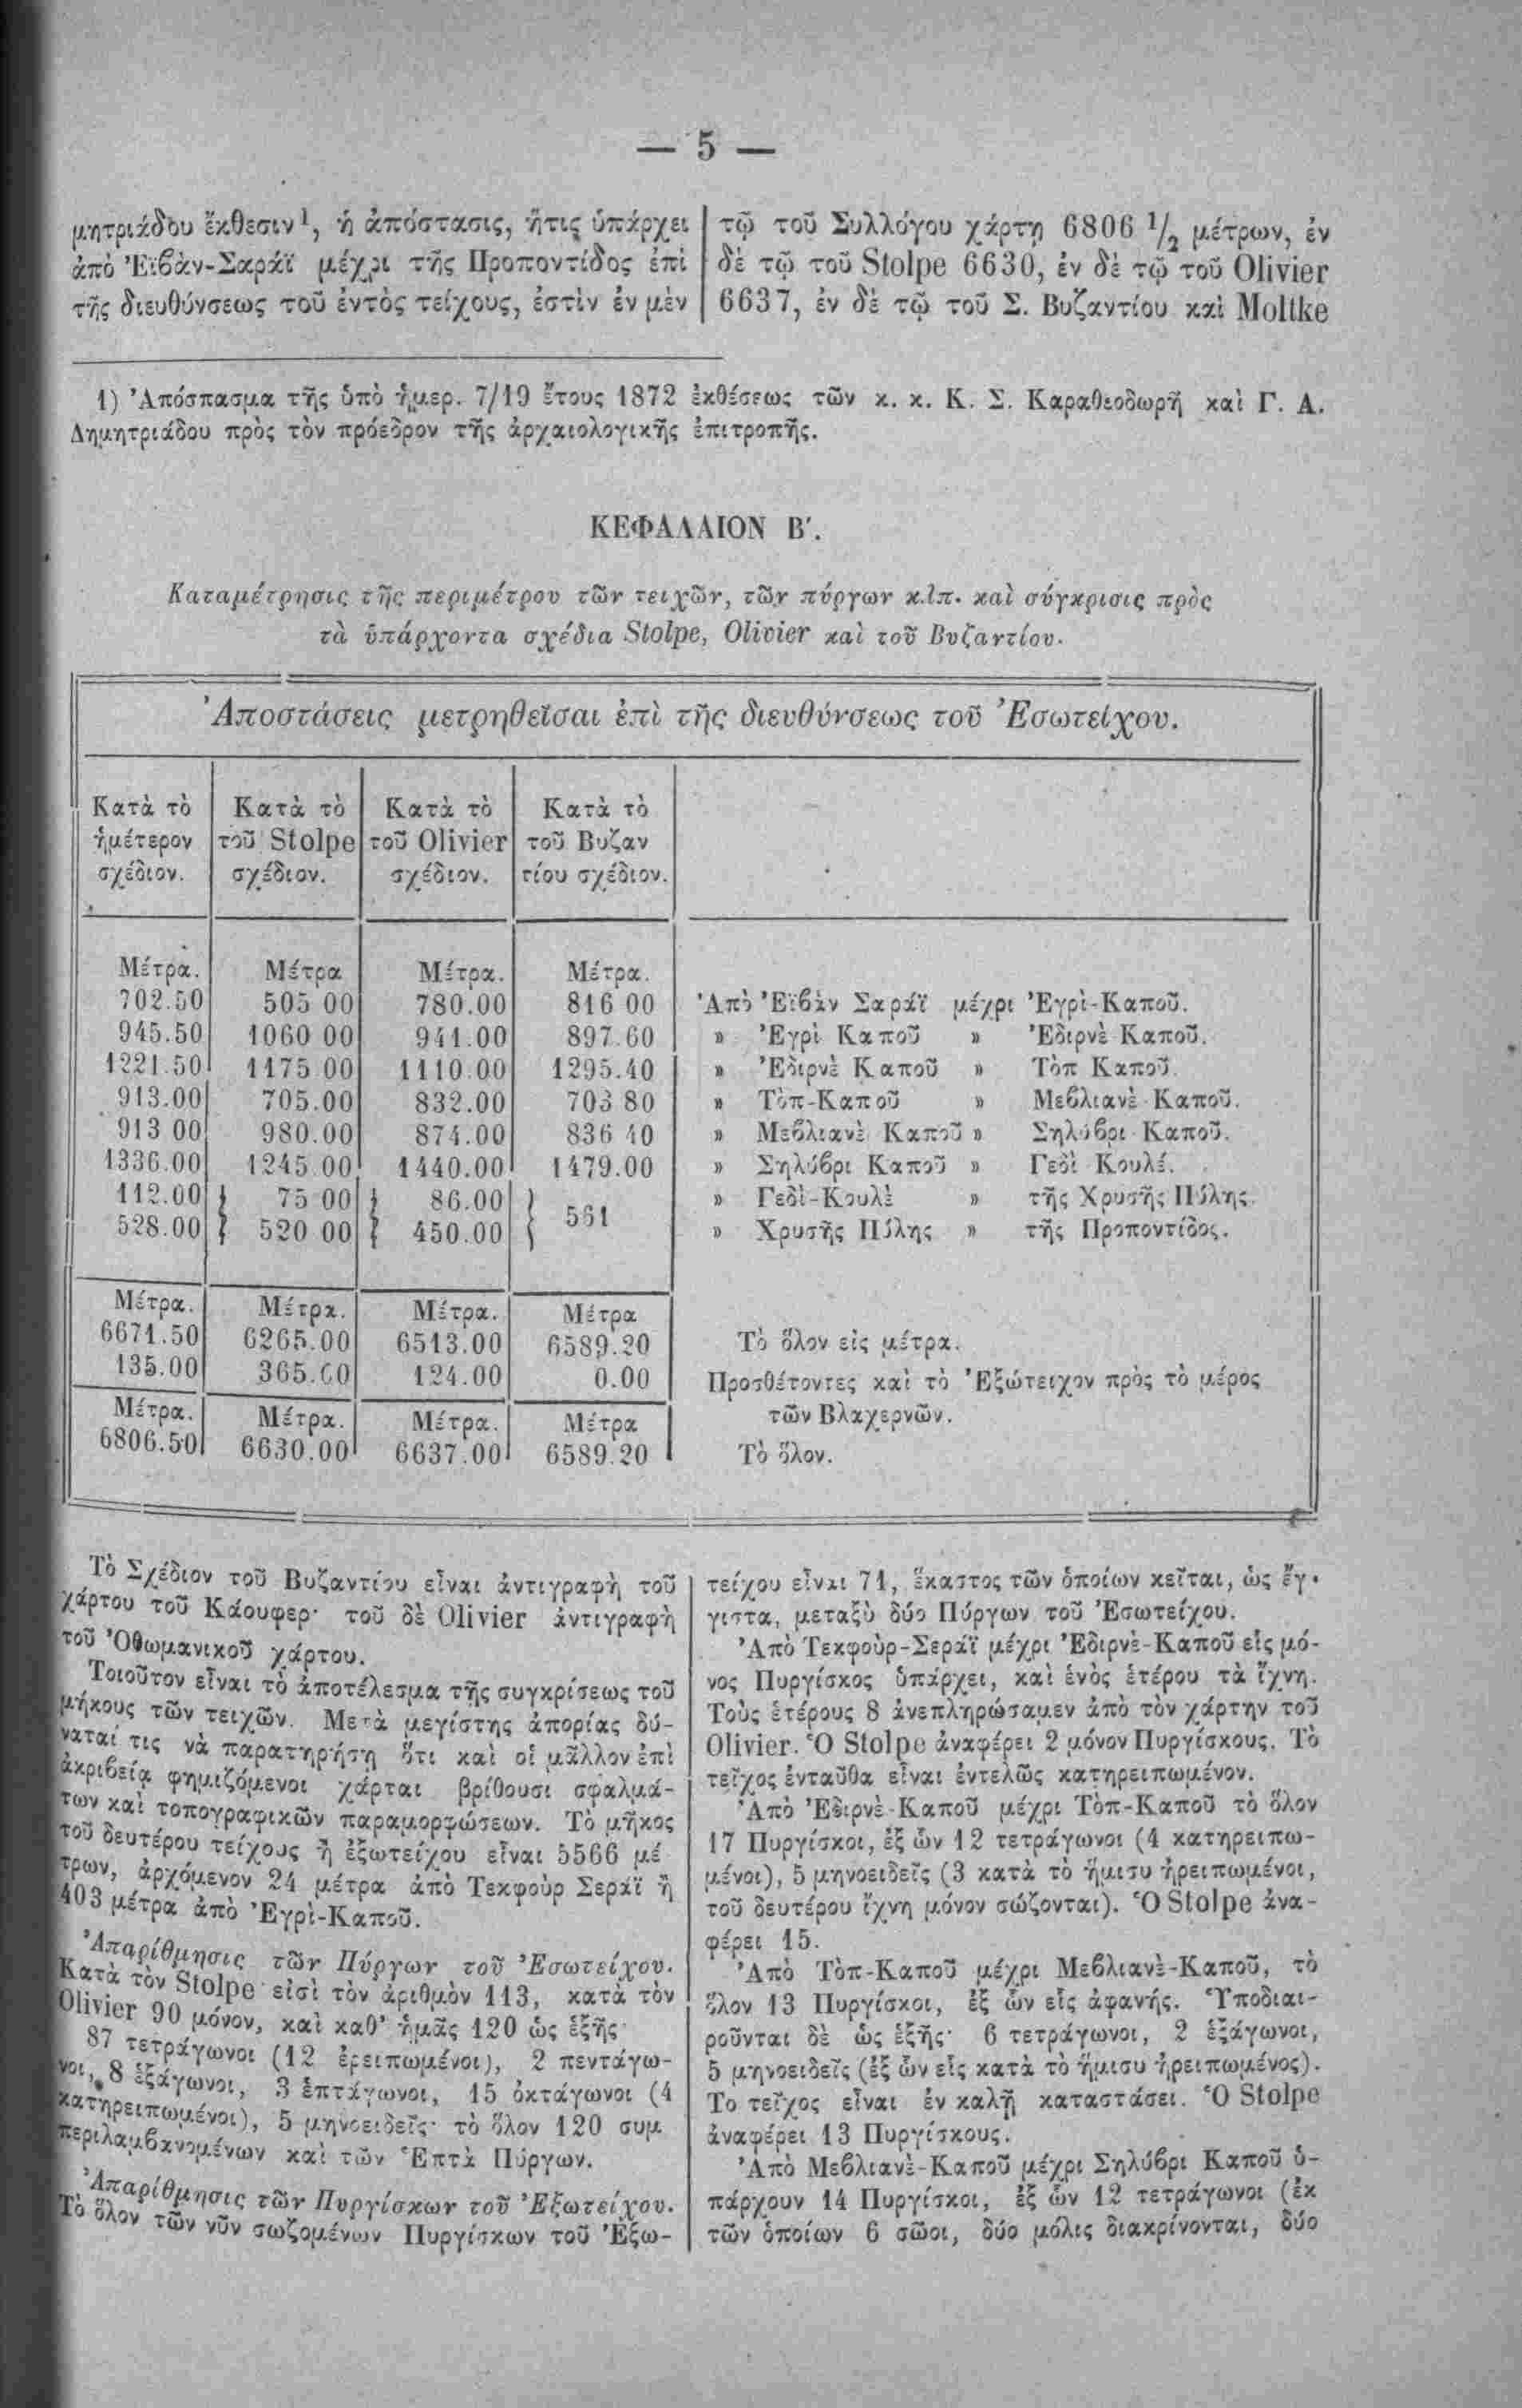 — 5 —
μητριάδου ἔκθεσιν¹, ἡ ἀπόστασις, ἥτις ὑπάρχει
ἀπὸ Ἐϊβὰν-Σαράϊ μέχρι τῆς Προποντίδος ἐπὶ
τῆς διευθύνσεως τοῦ ἐντὸς τείχους, ἐστὶν ἐν μὲν
τῷ τοῦ Συλλόγου χάρτῃ 6806 1/2 μέτρων, ἐν
δὲ τῷ τοῦ Stolpe 6630, ἐν δὲ τῷ τοῦ Olivier
6637, ἐν δὲ τῷ τοῦ Σ. Βυζαντίου καὶ Moltke
1) Ἀπόσπασμα τῆς ὑπὸ ἡμερ. 7/19 ἔτους 1872 ἐκθέσεως τῶν κ. κ. Κ. Σ. Καραθεοδωρῆ καὶ Γ. Α.
Δημητριάδου πρὸς τὸν πρόεδρον τῆς ἀρχαιολογικῆς ἐπιτροπῆς.
ΚΕΦΑΛΑΙΟΝ Β'.
Καταμέτρησις τῆς περιμέτρου τῶν τειχῶν, τῶν πύργων κ.λπ. καὶ σύγκρισις πρὸς
τὰ ὑπάρχοντα σχέδια Stolpe, Olivier καὶ τοῦ Βυζαντίου.
Ἀποστάσεις μετρηθεῖσαι ἐπὶ τῆς διευθύνσεως τοῦ Ἐσωτείχου.
Κατὰ τὸ Κατὰ τὸ Κατὰ τὸ Κατὰ τὸ
ἡμέτερον τοῦ Stolpe τοῦ Olivier τοῦ Βυζαν
σχέδιον. σχέδιον. σχέδιον. τίου σχέδιον.
Μέτρα. Μέτρα Μέτρα. Μέτρα.
702.50 505 00 780.00 816 00 Ἀπὸ Ἐϊβὰν Σαράϊ μέχρι Ἐγρὶ-Καποῦ.
945.50 1060 00 941.00 897.60 » Ἐγρὶ Καποῦ » Ἐδιρνὲ Καποῦ.
1221.50 1175 00 1110.00 1295.40 » Ἐδιρνὲ Καποῦ » Τὸπ Καποῦ.
913.00 705.00 832.00 703 80 » Τὸπ-Καποῦ » Μεβλιανὲ Καποῦ.
913 00 980.00 874.00 836 40 » Μεβλιανὲ Καποῦ » Σηλύβρι Καποῦ.
1336.00 1245 00 1440.00 1479.00 » Σηλύβρι Καποῦ » Γεδὶ Κουλέ.
112.00 75 00 86.00 561 » Γεδὶ-Κουλὲ » τῆς Χρυσῆς Πύλης.
528.00 520 00 450.00 » Χρυσῆς Πύλης » τῆς Προποντίδος.
Μέτρα. Μέτρα. Μέτρα. Μέτρα
6671.50 6265.00 6513.00 6589.20 Τὸ ὅλον εἰς μέτρα.
135.00 365.00 124.00 0.00 Προσθέτοντες καὶ τὸ Ἐξώτειχον πρὸς τὸ μέρος
τῶν Βλαχερνῶν.
Μέτρα. Μέτρα. Μέτρα. Μέτρα
6806.50 6630.00 6637.00 6589.20 Τὸ ὅλον.
Τὸ Σχέδιον τοῦ Βυζαντίου εἶναι ἀντιγραφὴ τοῦ
χάρτου τοῦ Κάουφερ· τοῦ δὲ Olivier ἀντιγραφὴ
τοῦ Ὀθωμανικοῦ χάρτου.
Τοιοῦτον εἶναι τὸ ἀποτέλεσμα τῆς συγκρίσεως τοῦ
μήκους τῶν τειχῶν. Μετὰ μεγίστης ἀπορίας δύ-
ναταί τις νὰ παρατηρήσῃ ὅτι καὶ οἱ μᾶλλον ἐπὶ
ἀκριβείᾳ φημιζόμενοι χάρται βρίθουσι σφαλμά-
των καὶ τοπογραφικῶν παραμορφώσεων. Τὸ μῆκος
τοῦ δευτέρου τείχους ἢ ἐξωτείχου εἶναι 5566 μέ
τρων, ἀρχόμενον 24 μέτρα ἀπὸ Τεκφοὺρ Σεράϊ ἢ
403 μέτρα ἀπὸ Ἐγρὶ-Καποῦ.
Ἀπαρίθμησις τῶν Πύργων τοῦ Ἐσωτείχου.
Κατὰ τὸν Stolpe εἰσὶ τὸν ἀριθμὸν 113, κατὰ τὸν
Olivier 90 μόνον, καὶ καθ' ἡμᾶς 120 ὡς ἑξῆς·
87 τετράγωνοι (12 ἐρειπωμένοι), 2 πεντάγω-
νοι, 8 ἑξάγωνοι, 3 ἑπτάγωνοι, 15 ὀκτάγωνοι (4
κατηρειπωμένοι), 5 μηνοειδεῖς· τὸ ὅλον 120 συμ
περιλαμβανομένων καὶ τῶν Ἑπτὰ Πύργων.
Ἀπαρίθμησις τῶν Πυργίσκων τοῦ Ἐξωτείχου.
Τὸ ὅλον τῶν νῦν σωζομένων Πυργίσκων τοῦ Ἐξω-
τείχου εἶναι 71, ἕκαστος τῶν ὁποίων κεῖται, ὡς ἔγ-
γιστα, μεταξὺ δύο Πύργων τοῦ Ἐσωτείχου.
Ἀπὸ Τεκφοὺρ-Σεράϊ μέχρι Ἐδιρνὲ-Καποῦ εἷς μό-
νος Πυργίσκος ὑπάρχει, καὶ ἑνὸς ἑτέρου τὰ ἴχνη.
Τοὺς ἑτέρους 8 ἀνεπληρώσαμεν ἀπὸ τὸν χάρτην τοῦ
Olivier. Ὁ Stolpe ἀναφέρει 2 μόνον Πυργίσκους. Τὸ
τεῖχος ἐνταῦθα εἶναι ἐντελῶς κατηρειπωμένον.
Ἀπὸ Ἐδιρνὲ-Καποῦ μέχρι Τὸπ-Καποῦ τὸ ὅλον
17 Πυργίσκοι, ἐξ ὧν 12 τετράγωνοι (4 κατηρειπω-
μένοι), 5 μηνοειδεῖς (3 κατὰ τὸ ἥμισυ ἠρειπωμένοι,
τοῦ δευτέρου ἴχνη μόνον σώζονται). Ὁ Stolpe ἀνα-
φέρει 15.
Ἀπὸ Τὸπ-Καποῦ μέχρι Μεβλιανὲ-Καποῦ, τὸ
ὅλον 13 Πυργίσκοι, ἐξ ὧν εἷς ἀφανής. Ὑποδιαι-
ροῦνται δὲ ὡς ἑξῆς· 6 τετράγωνοι, 2 ἑξάγωνοι,
5 μηνοειδεῖς (ἐξ ὧν εἷς κατὰ τὸ ἥμισυ ἠρειπωμένος).
Το τεῖχος εἶναι ἐν καλῇ καταστάσει. Ὁ Stolpe
ἀναφέρει 13 Πυργίσκους.
Ἀπὸ Μεβλιανὲ-Καποῦ μέχρι Σηλύβρι Καποῦ ὑ-
πάρχουν 14 Πυργίσκοι, ἐξ ὧν 12 τετράγωνοι (ἐκ
τῶν ὁποίων 6 σῶοι, δύο μόλις διακρίνονται, δύο